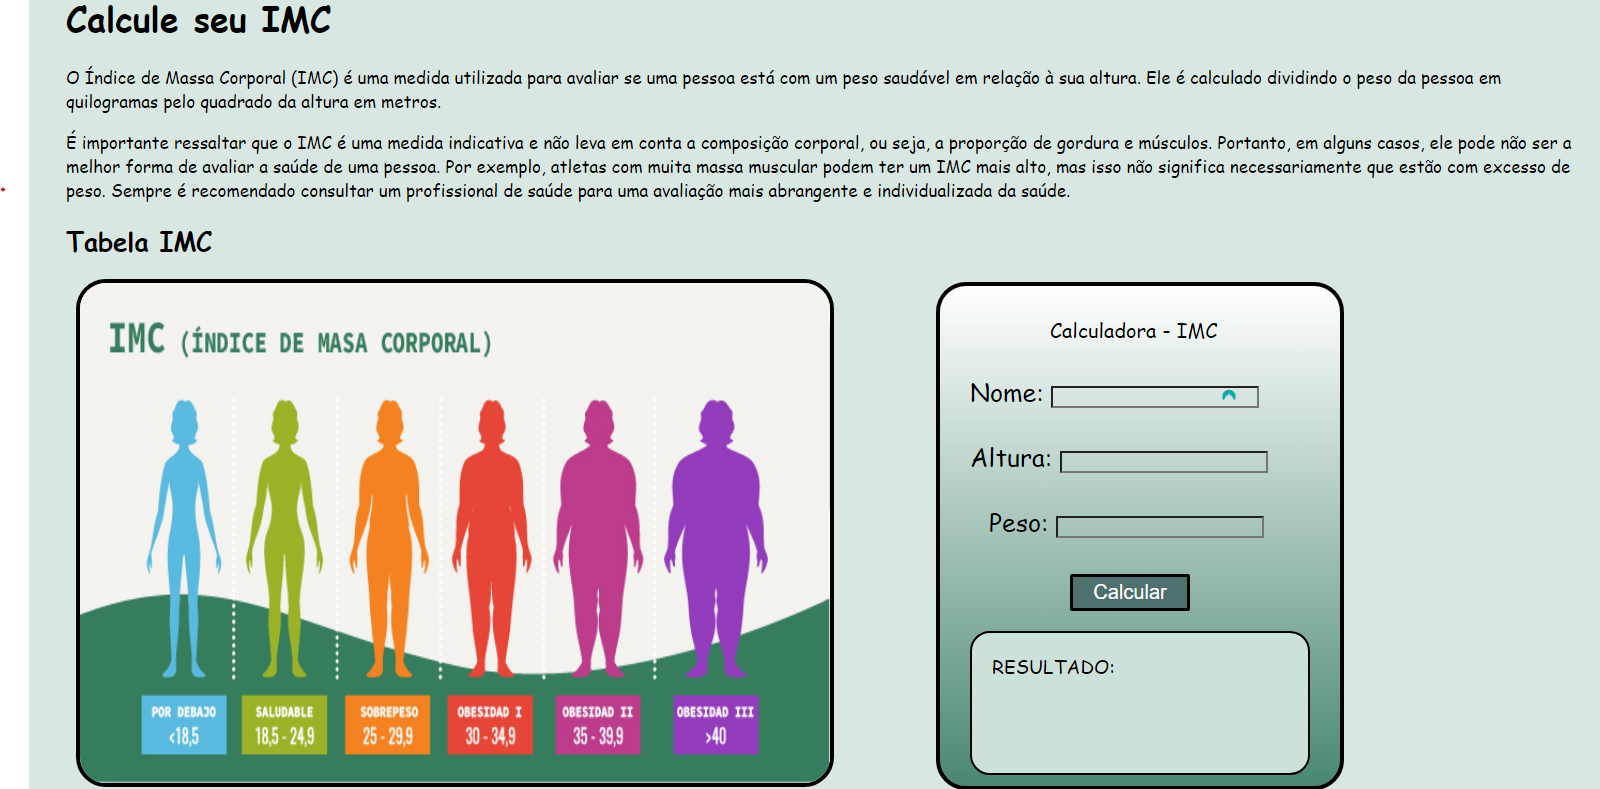 Calcule seu IMC
O Índice de Massa Corporal (IMC) é uma medida utilizada para avaliar se uma pessoa está com um peso saudável em relação à sua altura. Ele é calculado dividindo o peso da pessoa em
quilogramas pelo quadrado da altura em metros.
É importante ressaltar que o IMC é uma medida indicativa e não leva em conta a composição corporal, ou seja, a proporção de gordura e músculos. Portanto, em alguns casos, ele pode não ser a
melhor forma de avaliar a saúde de uma pessoa. Por exemplo, atletas com muita massa muscular podem ter um IMC mais alto, mas isso não significa necessariamente que estão com excesso de
peso. Sempre é recomendado consultar um profissional de saúde para uma avaliação mais abrangente e individualizada da saúde.
Tabela IMC
IMC (ÍNDICE DE MASA CORPORAL)
POR DEBAJO
<18,5
SALUDABLE
18,5 - 24,9
SOBREPESO
25 - 29,9
OBESIDAD I
30 - 34,9
OBESIDAD II
35 - 39,9
OBESIDAD III
>40
Calculadora - IMC
Nome:
Altura:
Peso:
Calcular
RESULTADO: